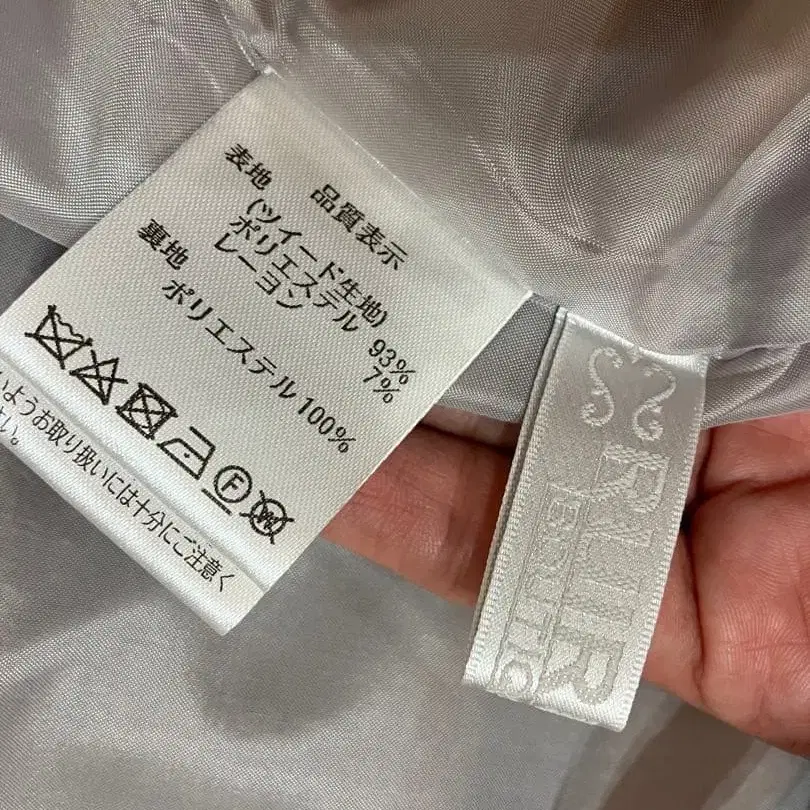 品質表示
表地
(ツイード生地)
ポリエステル 93%
レーヨン 7%
裏地
ポリエステル100%
F
W
いようお取り扱いには十分にご注意く
さい。